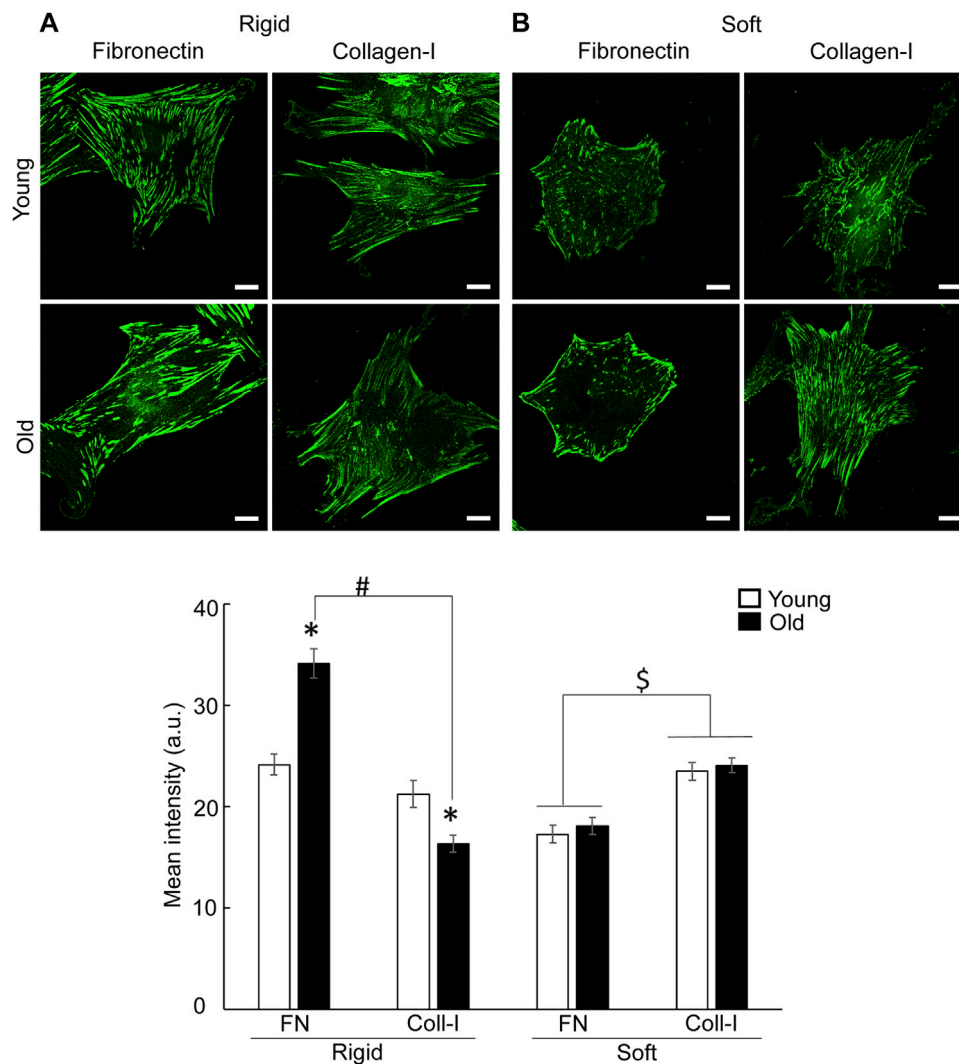 A Rigid B Soft
Fibronectin Collagen-I Fibronectin Collagen-I
Young
Old
Mean intensity (a.u.)
40
30
20
10
0
# $
* *
Young
Old
FN Coll-I FN Coll-I
Rigid Soft